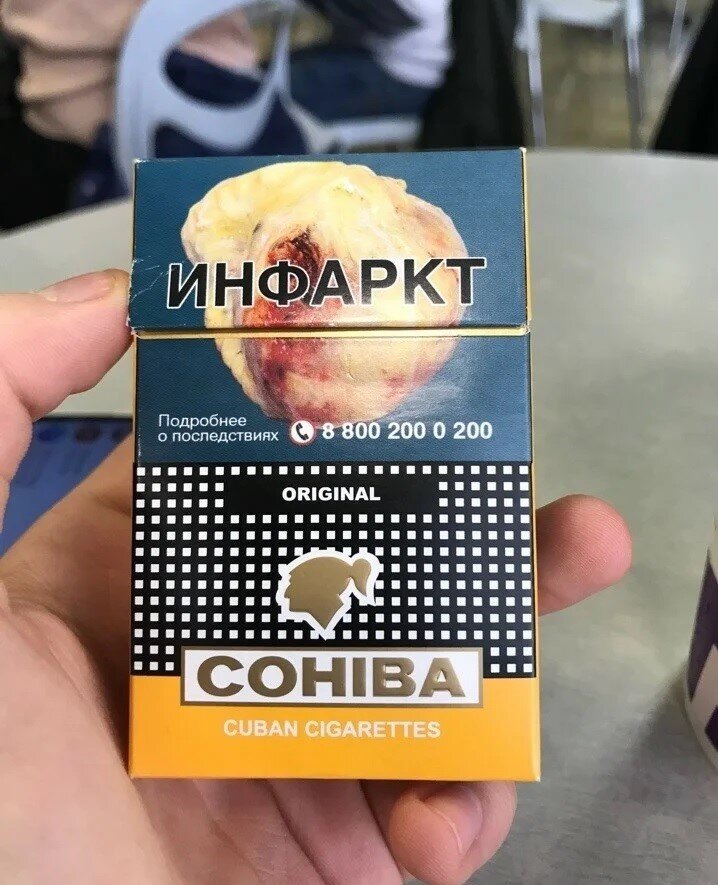 ИНФАРКТ
Подробнее
о последствиях 8 800 200 0 200
ORIGINAL
COHIBA
CUBAN CIGARETTES